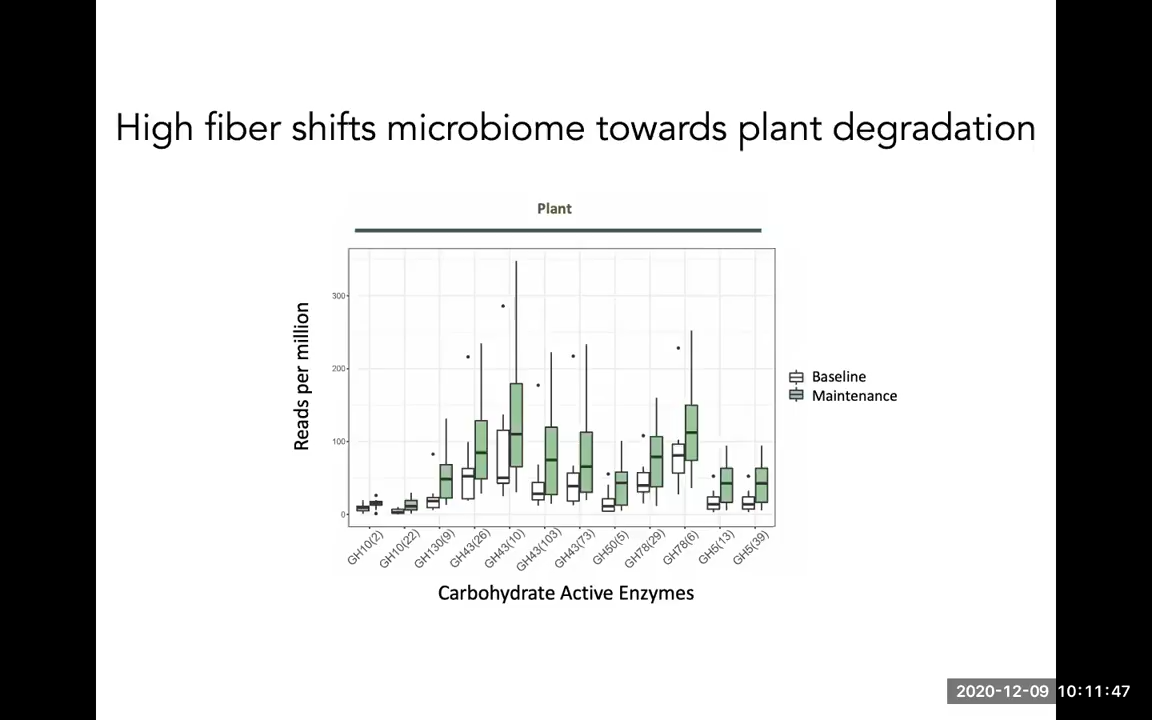 High fiber shifts microbiome towards plant degradation
Plant
Reads per million
300
200
100
0
Baseline
Maintenance
GH10(2) GH10(22) GH130(9) GH43(26) GH43(10) GH43(103) GH43(73) GH50(5) GH78(29) GH78(6) GH5(13) GH5(39)
Carbohydrate Active Enzymes
2020-12-09 10:11:47